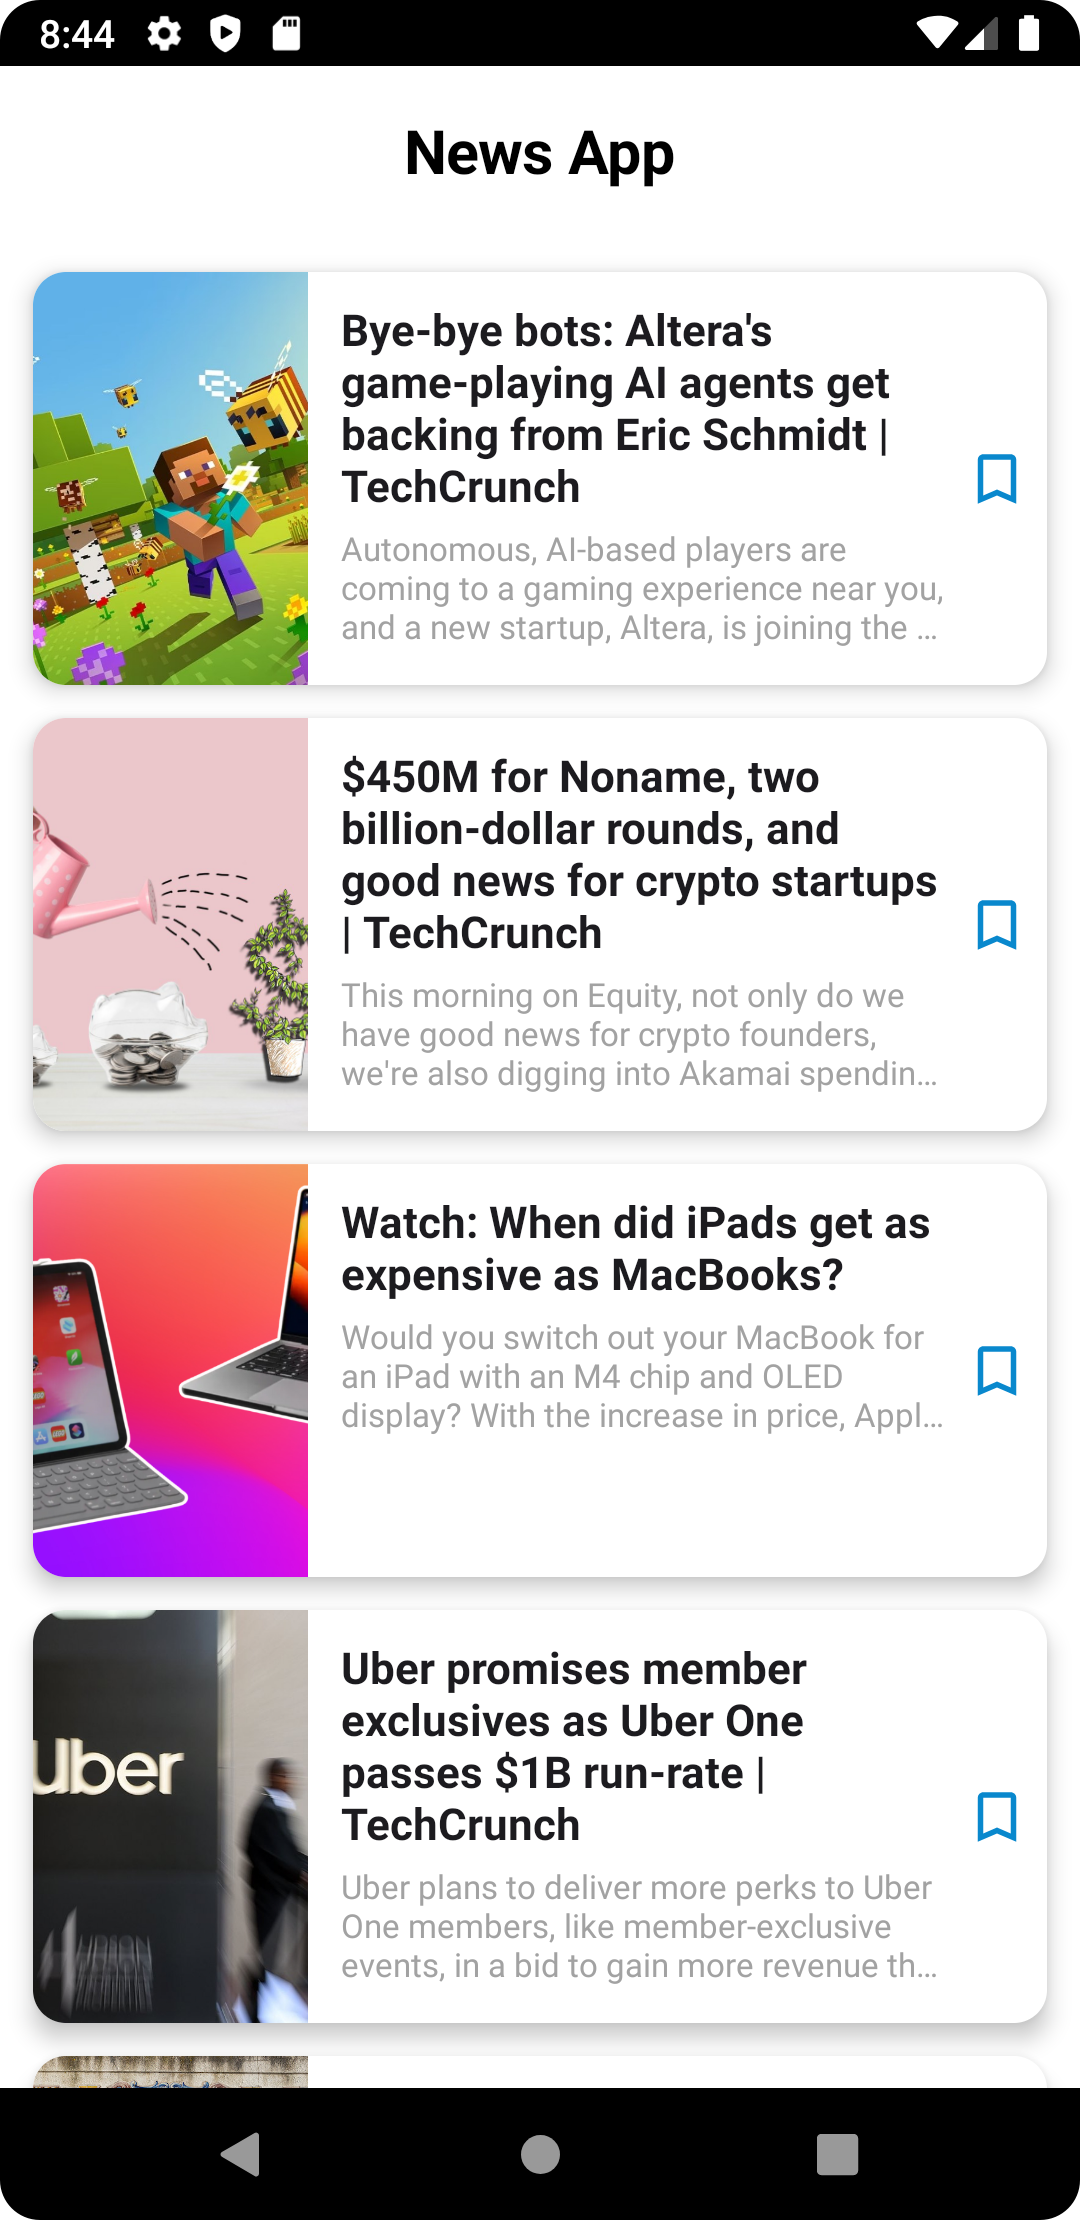 8:44
News App
Bye-bye bots: Altera's
game-playing AI agents get
backing from Eric Schmidt |
TechCrunch
Autonomous, AI-based players are
coming to a gaming experience near you,
and a new startup, Altera, is joining the …
$450M for Noname, two
billion-dollar rounds, and
good news for crypto startups
| TechCrunch
This morning on Equity, not only do we
have good news for crypto founders,
we're also digging into Akamai spendin…
Watch: When did iPads get as
expensive as MacBooks?
Would you switch out your MacBook for
an iPad with an M4 chip and OLED
display? With the increase in price, Appl…
Uber
Uber promises member
exclusives as Uber One
passes $1B run-rate |
TechCrunch
Uber plans to deliver more perks to Uber
One members, like member-exclusive
events, in a bid to gain more revenue th…